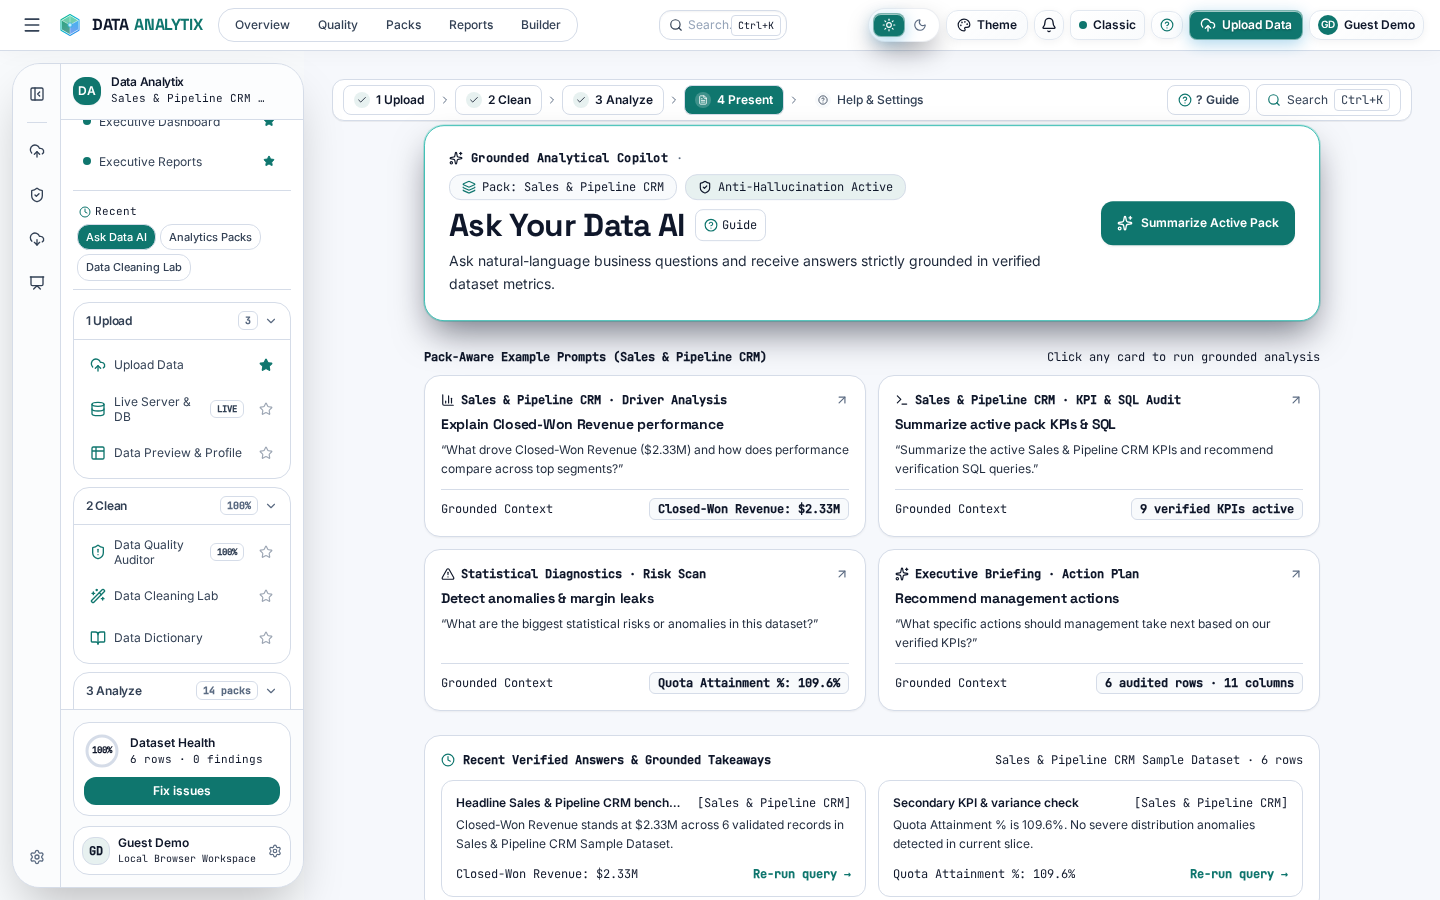 DATA ANALYTIX
Overview
Quality
Packs
Reports
Builder
Search
Ctrl+K
Theme
Classic
Upload Data
GD
Guest Demo
DA
Data Analytix
Sales & Pipeline CRM …
Executive Dashboard
Executive Reports
Recent
Ask Data AI
Analytics Packs
Data Cleaning Lab
1 Upload
3
Upload Data
Live Server & DB
LIVE
Data Preview & Profile
2 Clean
100%
Data Quality Auditor
100%
Data Cleaning Lab
Data Dictionary
3 Analyze
14 packs
100%
Dataset Health
6 rows · 0 findings
Fix issues
GD
Guest Demo
Local Browser Workspace
1 Upload
2 Clean
3 Analyze
4 Present
Help & Settings
? Guide
Search
Ctrl+K
Grounded Analytical Copilot ·
Pack: Sales & Pipeline CRM
Anti-Hallucination Active
Ask Your Data AI
Guide
Ask natural-language business questions and receive answers strictly grounded in verified
dataset metrics.
Summarize Active Pack
Pack-Aware Example Prompts (Sales & Pipeline CRM)
Click any card to run grounded analysis
Sales & Pipeline CRM · Driver Analysis
Explain Closed-Won Revenue performance
“What drove Closed-Won Revenue ($2.33M) and how does performance
compare across top segments?”
Grounded Context
Closed-Won Revenue: $2.33M
Sales & Pipeline CRM · KPI & SQL Audit
Summarize active pack KPIs & SQL
“Summarize the active Sales & Pipeline CRM KPIs and recommend
verification SQL queries.”
Grounded Context
9 verified KPIs active
Statistical Diagnostics · Risk Scan
Detect anomalies & margin leaks
“What are the biggest statistical risks or anomalies in this dataset?”
Grounded Context
Quota Attainment %: 109.6%
Executive Briefing · Action Plan
Recommend management actions
“What specific actions should management take next based on our
verified KPIs?”
Grounded Context
6 audited rows · 11 columns
Recent Verified Answers & Grounded Takeaways
Sales & Pipeline CRM Sample Dataset · 6 rows
Headline Sales & Pipeline CRM bench…
[Sales & Pipeline CRM]
Closed-Won Revenue stands at $2.33M across 6 validated records in
Sales & Pipeline CRM Sample Dataset.
Closed-Won Revenue: $2.33M
Re-run query →
Secondary KPI & variance check
[Sales & Pipeline CRM]
Quota Attainment % is 109.6%. No severe distribution anomalies
detected in current slice.
Quota Attainment %: 109.6%
Re-run query →